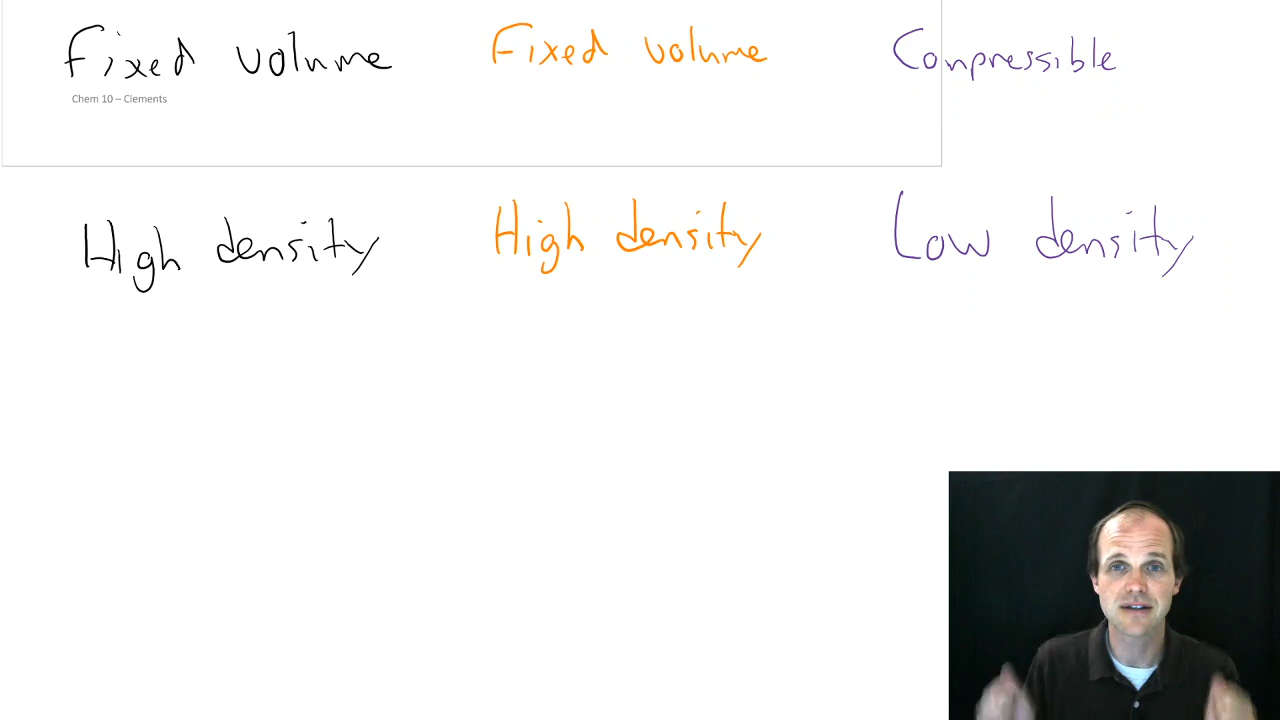 Fixed volume Fixed volume Compressible
Chem 10 – Clements
High density High density Low density